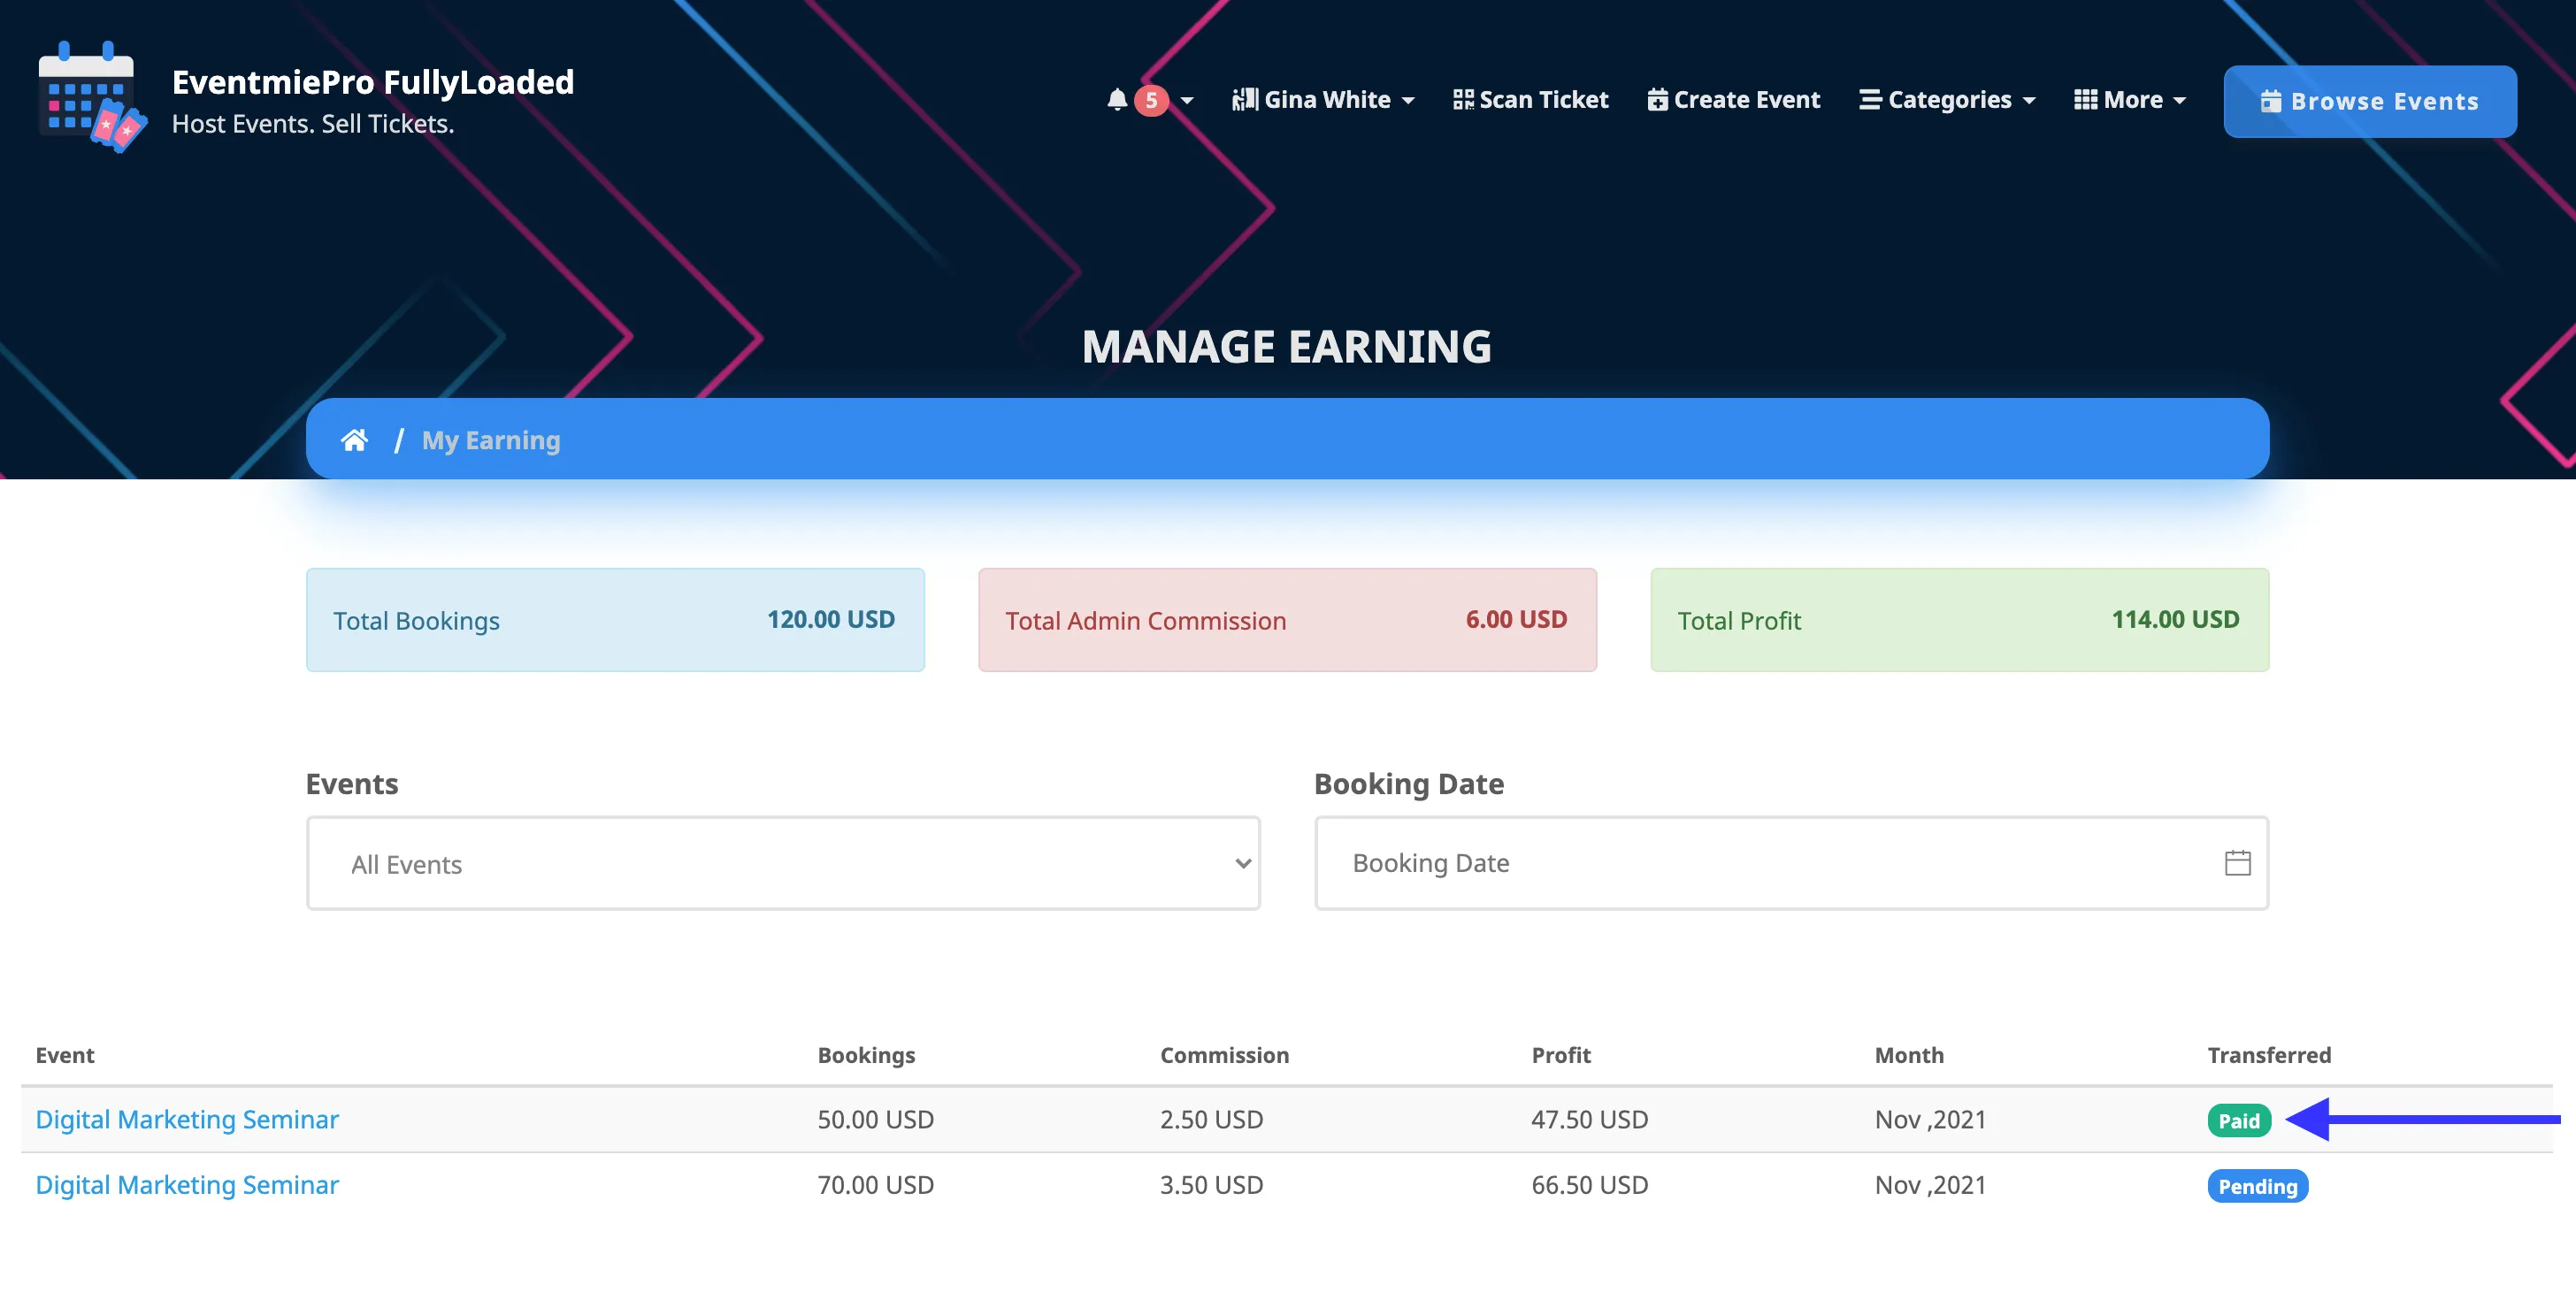 EventmiePro FullyLoaded
Host Events. Sell Tickets.
5 Gina White Scan Ticket Create Event Categories More Browse Events
MANAGE EARNING
/ My Earning
Total Bookings 120.00 USD Total Admin Commission 6.00 USD Total Profit 114.00 USD
Events Booking Date
All Events Booking Date
Event Bookings Commission Profit Month Transferred
Digital Marketing Seminar 50.00 USD 2.50 USD 47.50 USD Nov ,2021 Paid
Digital Marketing Seminar 70.00 USD 3.50 USD 66.50 USD Nov ,2021 Pending